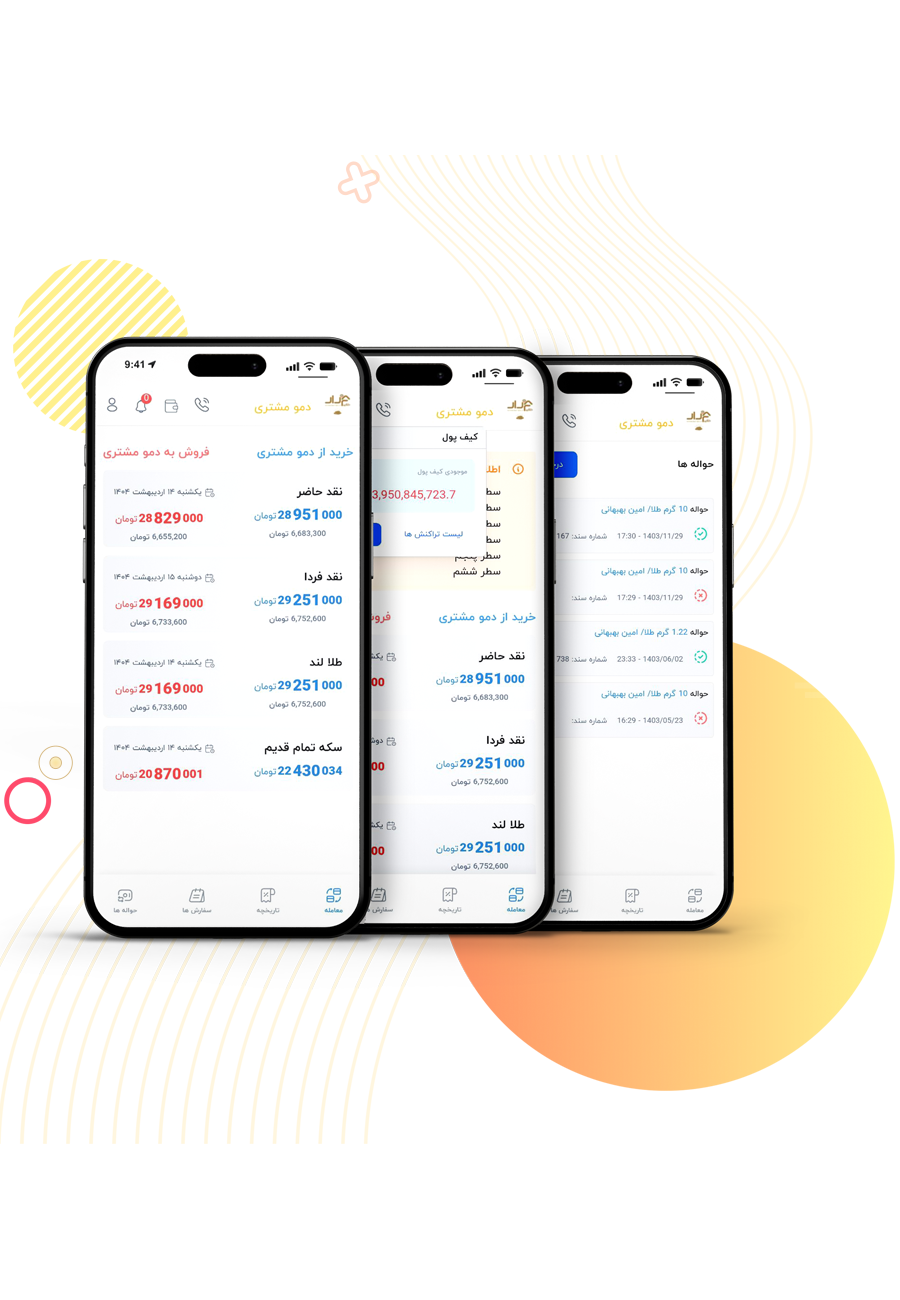 9:41
0
دمو مشتری
خرید از دمو مشتری
فروش به دمو مشتری
نقد حاضر
یکشنبه ۱۴ اردیبهشت ۱۴۰۴
28 951 000 تومان
28 829 000 تومان
6,683,300 تومان
6,655,200 تومان
نقد فردا
دوشنبه ۱۵ اردیبهشت ۱۴۰۴
29 251 000 تومان
29 169 000 تومان
6,752,600 تومان
6,733,600 تومان
طلا لند
یکشنبه ۱۴ اردیبهشت ۱۴۰۴
29 251 000 تومان
29 169 000 تومان
6,752,600 تومان
6,733,600 تومان
سکه تمام قدیم
یکشنبه ۱۴ اردیبهشت ۱۴۰۴
22 430 034 تومان
20 870 001 تومان
معامله
تاریخچه
سفارش ها
حواله ها
دمو مشتری
کیف پول
موجودی کیف پول
3,950,845,723.7
لیست تراکنش ها
سطر پنجم
سطر ششم
خرید از دمو مشتری
نقد حاضر
28 951 000 تومان
6,683,300 تومان
نقد فردا
29 251 000 تومان
6,752,600 تومان
طلا لند
29 251 000 تومان
6,752,600 تومان
معامله
تاریخچه
سفارش
دمو مشتری
حواله ها
حواله 10 گرم طلا/ امین بهبهانی
1403/11/29 - 17:30 شماره سند: 167
حواله 10 گرم طلا/ امین بهبهانی
1403/11/29 - 17:29 شماره سند:
حواله 1.22 گرم طلا/ امین بهبهانی
1403/06/02 - 23:33 شماره سند: 738
حواله 10 گرم طلا/ امین بهبهانی
1403/05/23 - 16:29 شماره سند:
معامله
تاریخچه
سفارش ها